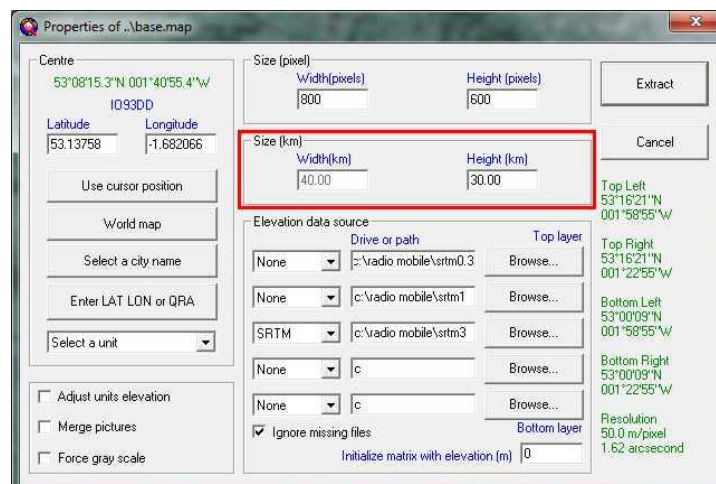 Properties of ..\base.map
Centre
53°08'15.3"N 001°40'55.4"W
IO93DD
Latitude Longitude
53.13758 -1.682066
Use cursor position
World map
Select a city name
Enter LAT LON or QRA
Select a unit
Adjust units elevation
Merge pictures
Force gray scale
Size (pixel)
Width(pixels) Height (pixels)
800 600
Size (km)
Width(km) Height (km)
40.00 30.00
Elevation data source
Drive or path Top layer
None c:\radio mobile\srtm0.3 Browse...
None c:\radio mobile\srtm1 Browse...
SRTM c:\radio mobile\srtm3 Browse...
None c Browse...
None c Browse...
Ignore missing files Bottom layer
Initialize matrix with elevation (m) 0
Extract
Cancel
Top Left
53°16'21"N
001°58'55"W
Top Right
53°16'21"N
001°22'55"W
Bottom Left
53°00'09"N
001°58'55"W
Bottom Right
53°00'09"N
001°22'55"W
Resolution
50.0 m/pixel
1.62 arcsecond